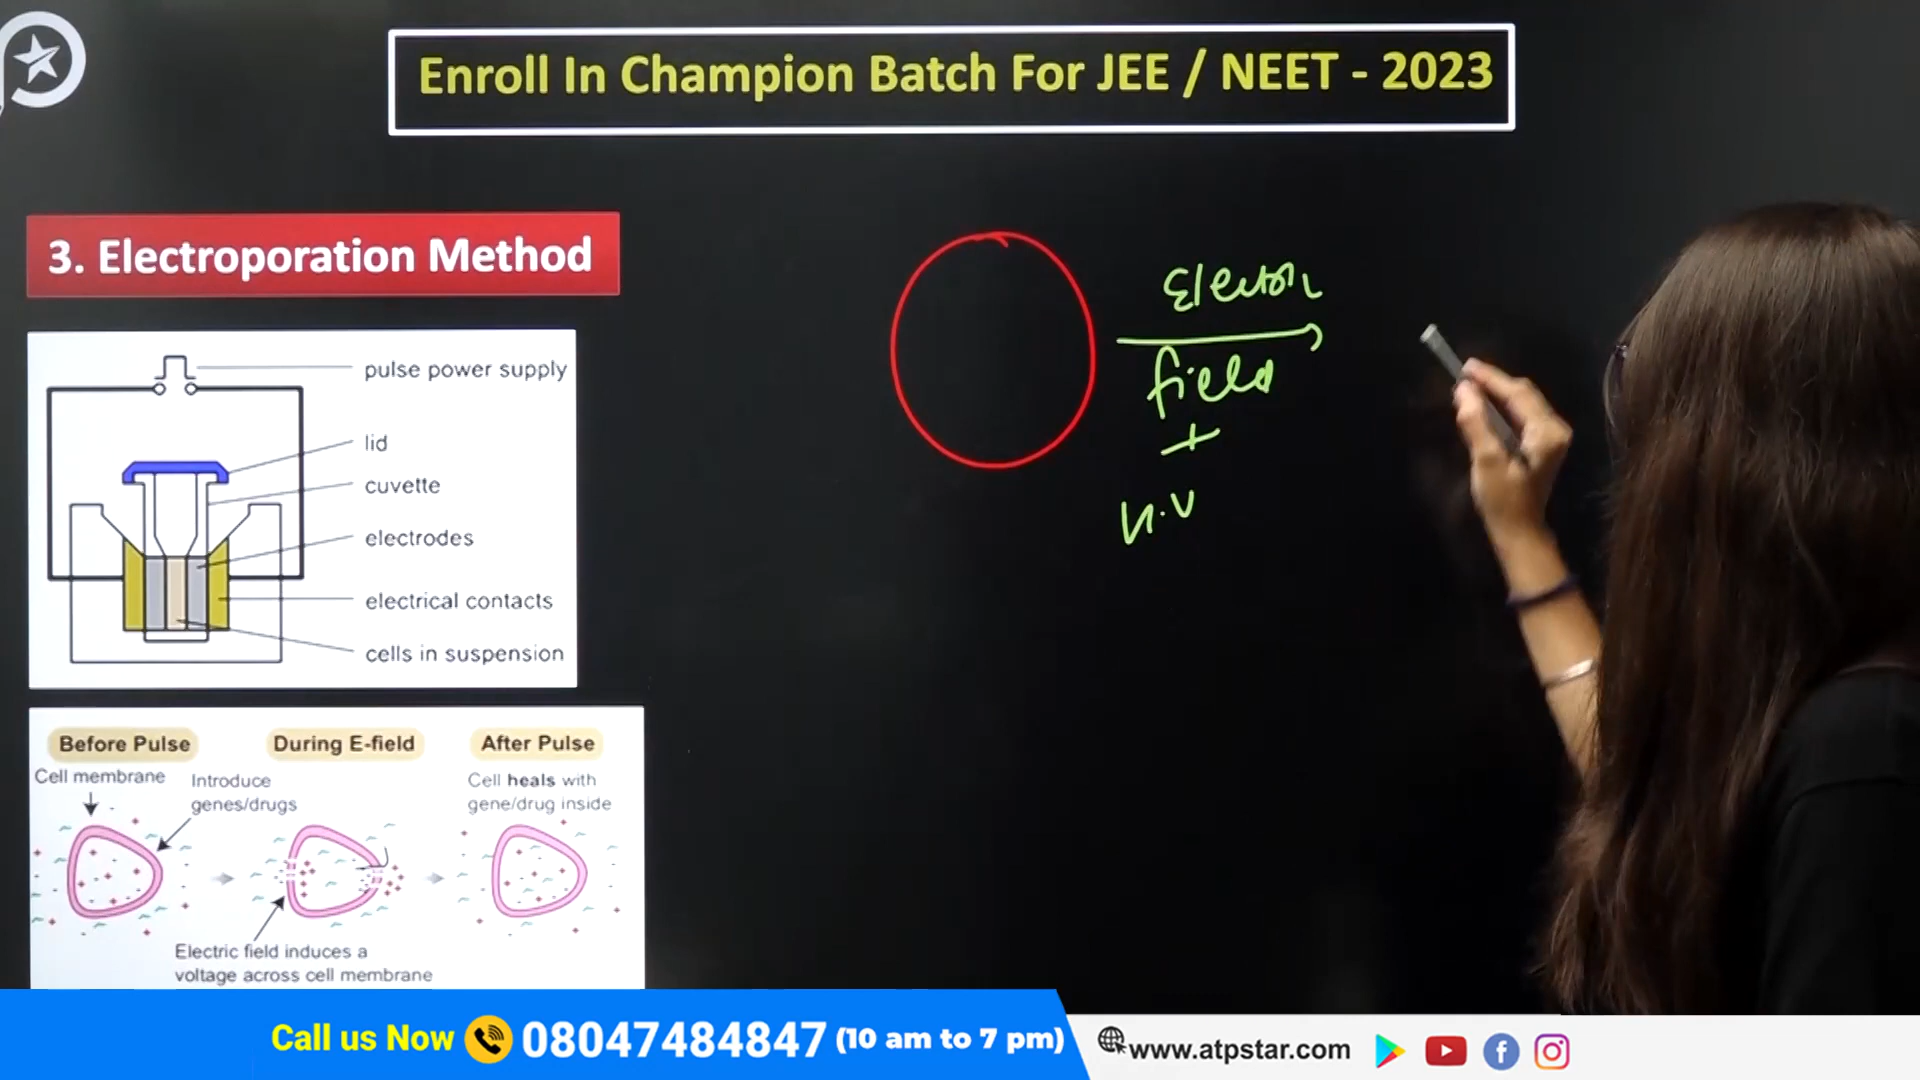 Enroll In Champion Batch For JEE / NEET - 2023
3. Electroporation Method
pulse power supply
lid
cuvette
electrodes
electrical contacts
cells in suspension
Before Pulse
During E-field
After Pulse
Cell membrane
Introduce
genes/drugs
Cell heals with
gene/drug inside
Electric field induces a
voltage across cell membrane
field
+
H.V
Call us Now 08047484847 (10 am to 7 pm)
www.atpstar.com